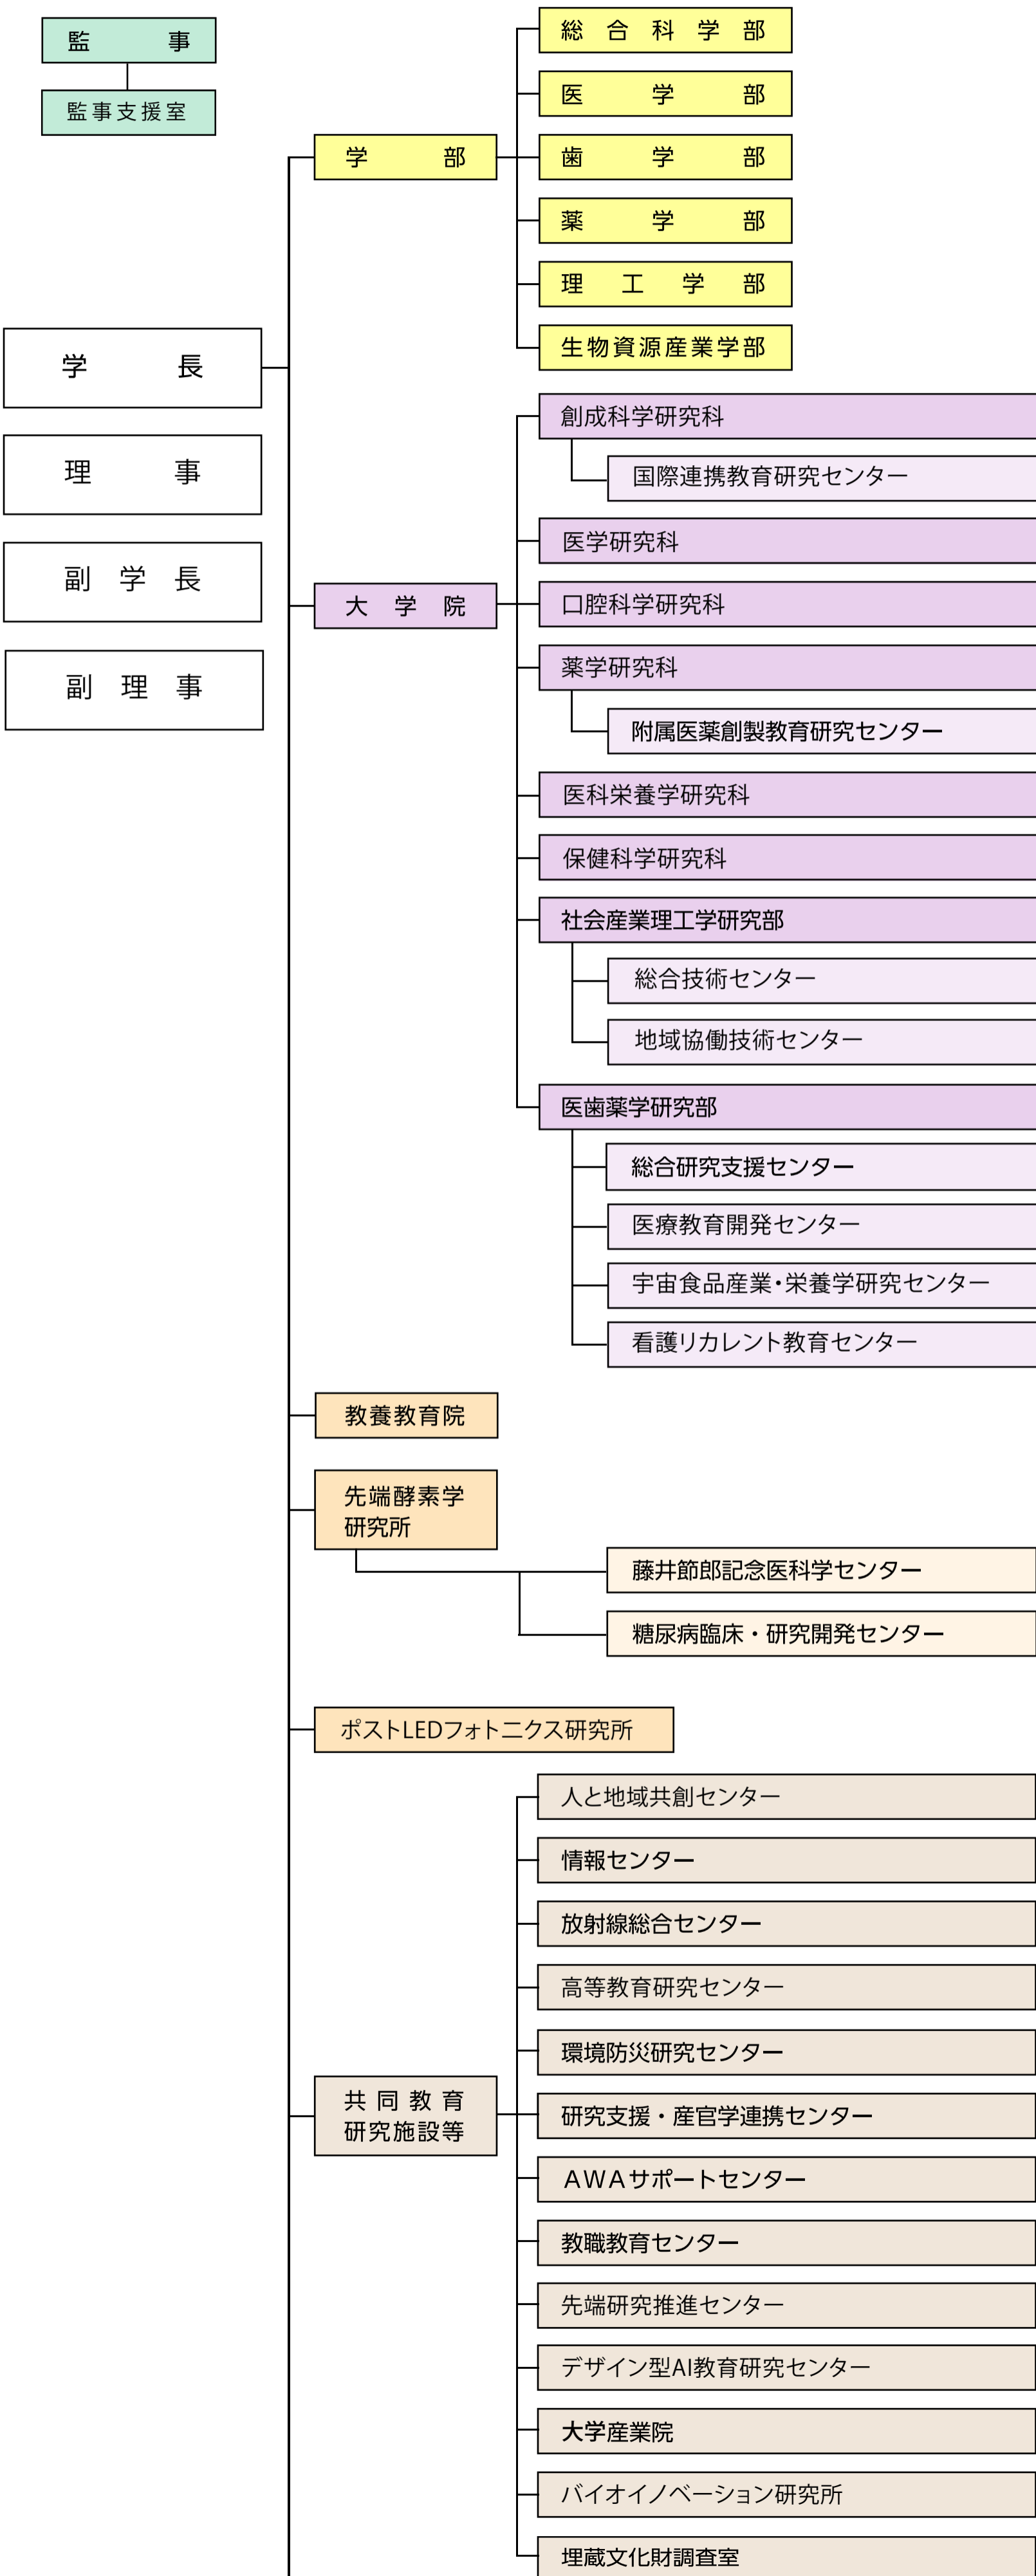 監事
監事支援室
学長
理事
副学長
副理事
学部
総合科学部
医学部
歯学部
薬学部
理工学部
生物資源産業学部
大学院
創成科学研究科
国際連携教育研究センター
医学研究科
口腔科学研究科
薬学研究科
附属医薬創製教育研究センター
医科栄養学研究科
保健科学研究科
社会産業理工学研究部
総合技術センター
地域協働技術センター
医歯薬学研究部
総合研究支援センター
医療教育開発センター
宇宙食品産業・栄養学研究センター
看護リカレント教育センター
教養教育院
先端酵素学
研究所
藤井節郎記念医科学センター
糖尿病臨床・研究開発センター
ポストLEDフォトニクス研究所
共同教育
研究施設等
人と地域共創センター
情報センター
放射線総合センター
高等教育研究センター
環境防災研究センター
研究支援・産官学連携センター
AWAサポートセンター
教職教育センター
先端研究推進センター
デザイン型AI教育研究センター
大学産業院
バイオイノベーション研究所
埋蔵文化財調査室